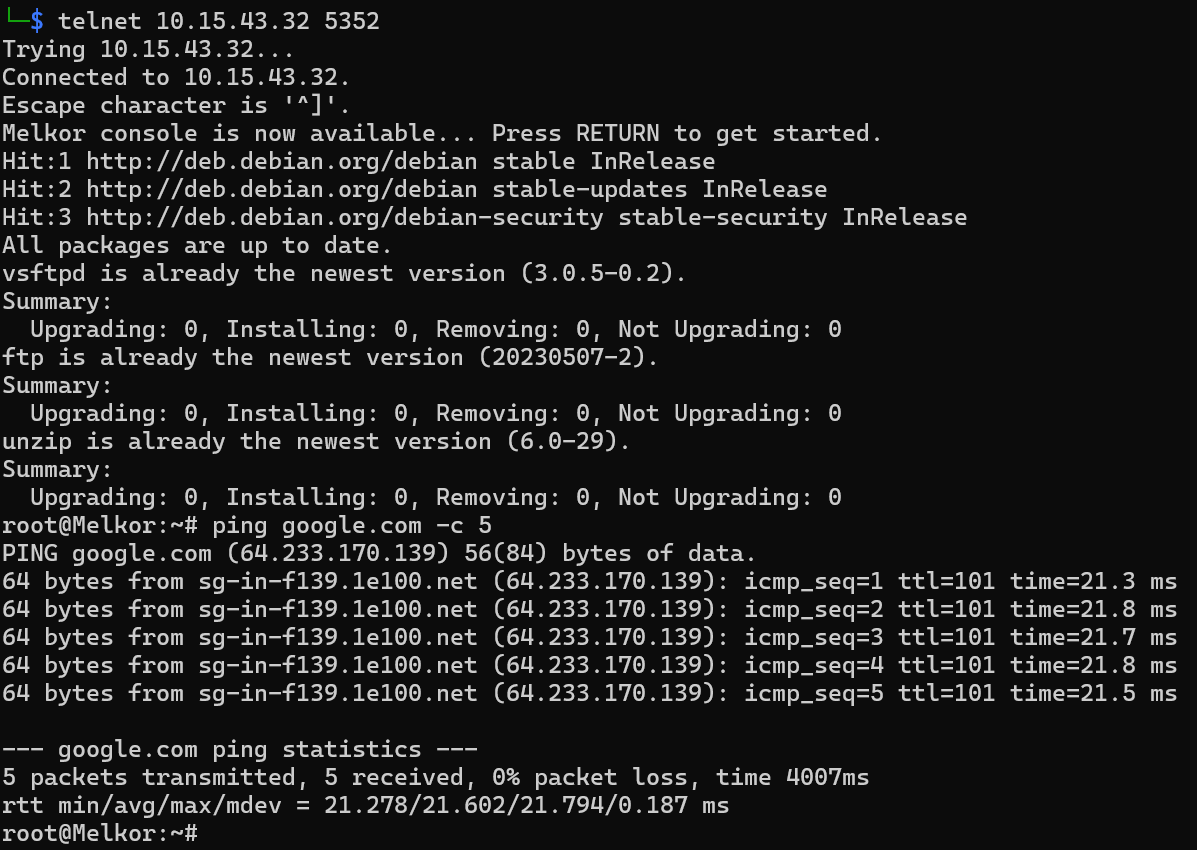 └─$ telnet 10.15.43.32 5352
Trying 10.15.43.32...
Connected to 10.15.43.32.
Escape character is '^]'.
Melkor console is now available... Press RETURN to get started.
Hit:1 http://deb.debian.org/debian stable InRelease
Hit:2 http://deb.debian.org/debian stable-updates InRelease
Hit:3 http://deb.debian.org/debian-security stable-security InRelease
All packages are up to date.
vsftpd is already the newest version (3.0.5-0.2).
Summary:
  Upgrading: 0, Installing: 0, Removing: 0, Not Upgrading: 0
ftp is already the newest version (20230507-2).
Summary:
  Upgrading: 0, Installing: 0, Removing: 0, Not Upgrading: 0
unzip is already the newest version (6.0-29).
Summary:
  Upgrading: 0, Installing: 0, Removing: 0, Not Upgrading: 0
root@Melkor:~# ping google.com -c 5
PING google.com (64.233.170.139) 56(84) bytes of data.
64 bytes from sg-in-f139.1e100.net (64.233.170.139): icmp_seq=1 ttl=101 time=21.3 ms
64 bytes from sg-in-f139.1e100.net (64.233.170.139): icmp_seq=2 ttl=101 time=21.8 ms
64 bytes from sg-in-f139.1e100.net (64.233.170.139): icmp_seq=3 ttl=101 time=21.7 ms
64 bytes from sg-in-f139.1e100.net (64.233.170.139): icmp_seq=4 ttl=101 time=21.8 ms
64 bytes from sg-in-f139.1e100.net (64.233.170.139): icmp_seq=5 ttl=101 time=21.5 ms

--- google.com ping statistics ---
5 packets transmitted, 5 received, 0% packet loss, time 4007ms
rtt min/avg/max/mdev = 21.278/21.602/21.794/0.187 ms
root@Melkor:~#